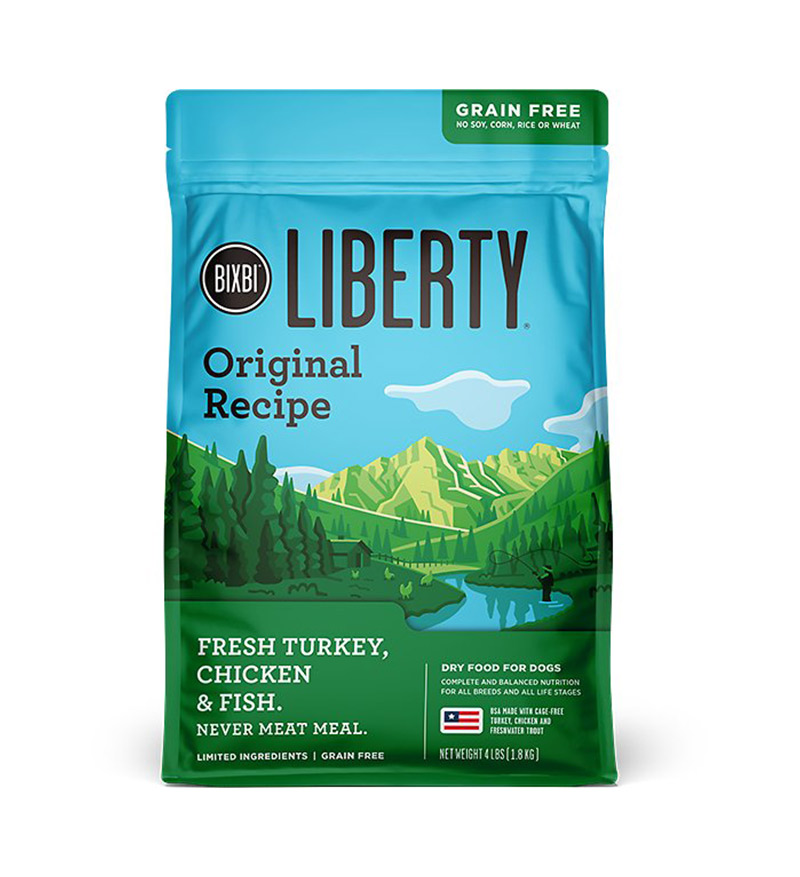 GRAIN FREE
NO SOY, CORN, RICE OR WHEAT
BIXBI
LIBERTY®
Original
Recipe
FRESH TURKEY,
CHICKEN
& FISH.
NEVER MEAT MEAL.
LIMITED INGREDIENTS | GRAIN FREE
DRY FOOD FOR DOGS
COMPLETE AND BALANCED NUTRITION
FOR ALL BREEDS AND ALL LIFE STAGES
USA MADE WITH CAGE-FREE
TURKEY, CHICKEN AND
FRESHWATER TROUT
NET WEIGHT 4 LBS (1.8 KG)